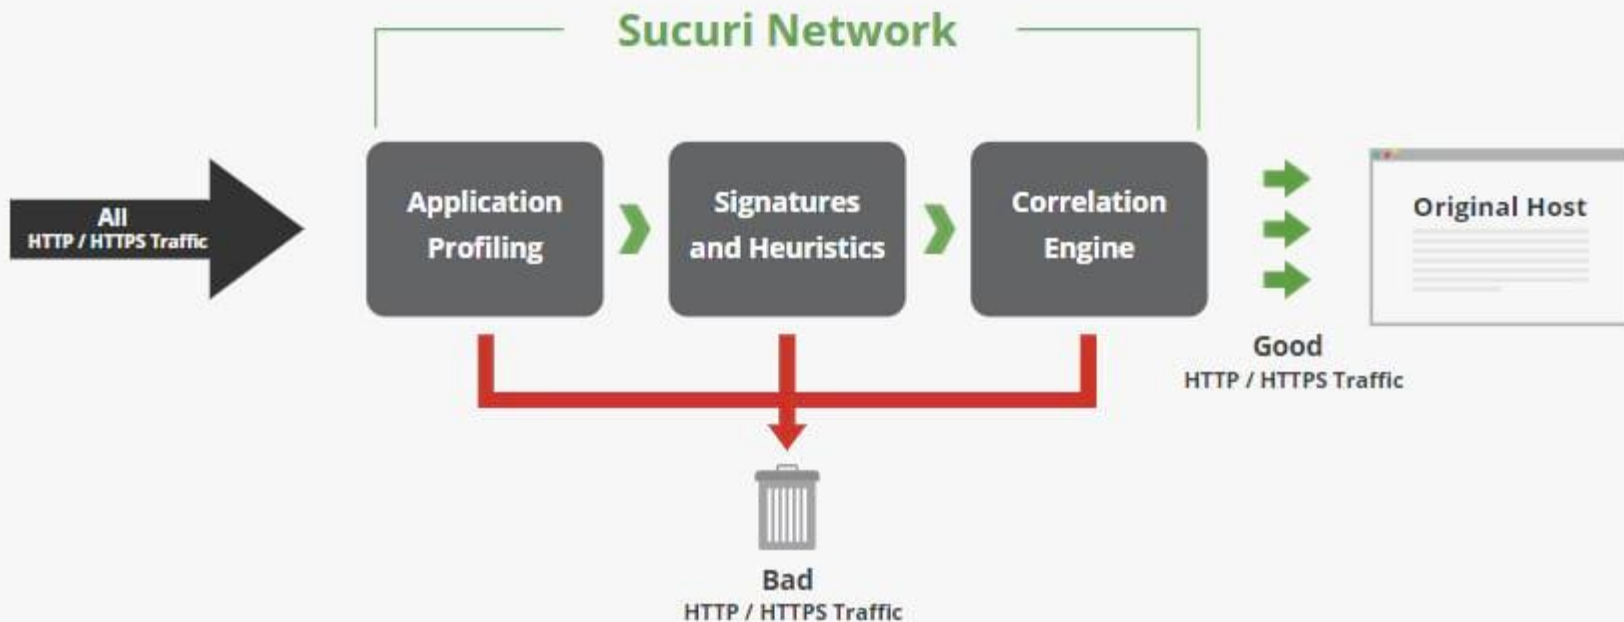 Sucuri Network
All
HTTP / HTTPS Traffic
Application
Profiling
Signatures
and Heuristics
Correlation
Engine
Original Host
Good
HTTP / HTTPS Traffic
Bad
HTTP / HTTPS Traffic